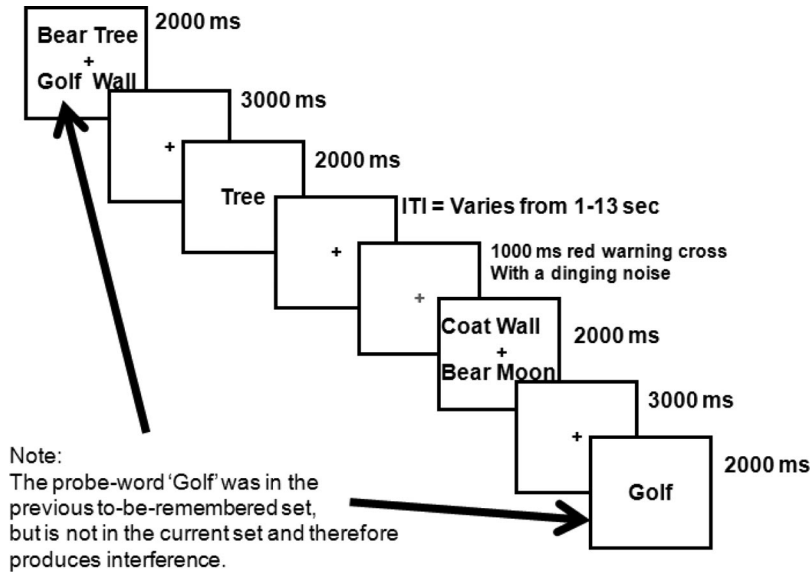 Bear Tree
2000 ms
+
Golf Wall
3000 ms
+
2000 ms
Tree
ITI = Varies from 1-13 sec
+
1000 ms red warning cross
With a dinging noise
+
Coat Wall
2000 ms
+
Bear Moon
3000 ms
+
2000 ms
Golf
Note:
The probe-word ‘Golf’ was in the
previous to-be-remembered set,
but is not in the current set and therefore
produces interference.